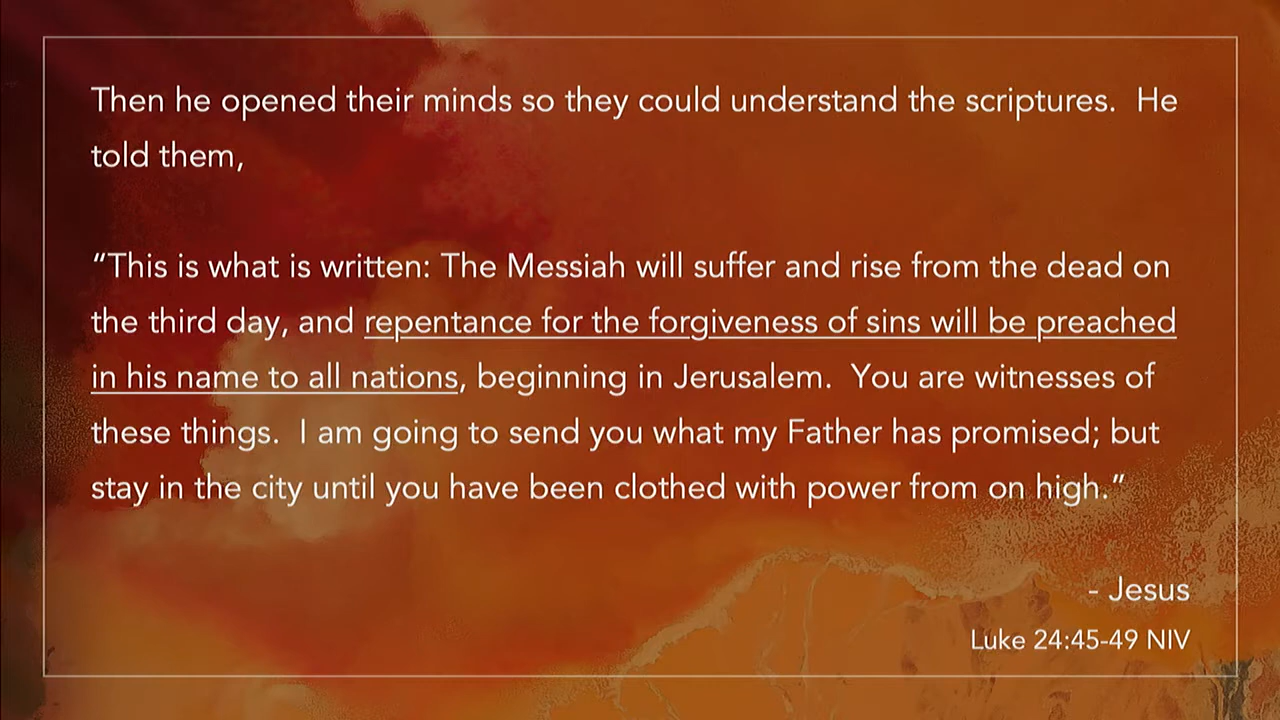 Then he opened their minds so they could understand the scriptures.  He
told them,
“This is what is written: The Messiah will suffer and rise from the dead on
the third day, and repentance for the forgiveness of sins will be preached
in his name to all nations, beginning in Jerusalem.  You are witnesses of
these things.  I am going to send you what my Father has promised; but
stay in the city until you have been clothed with power from on high.”
- Jesus
Luke 24:45-49 NIV